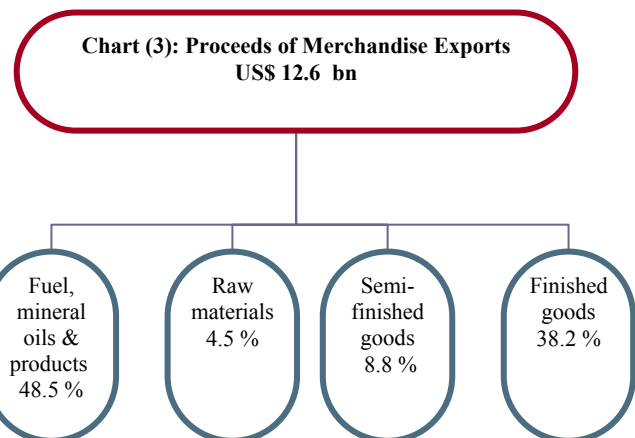 Chart (3): Proceeds of Merchandise Exports
US$ 12.6 bn
Fuel,
mineral
oils &
products
48.5 %
Raw
materials
4.5 %
Semi-
finished
goods
8.8 %
Finished
goods
38.2 %